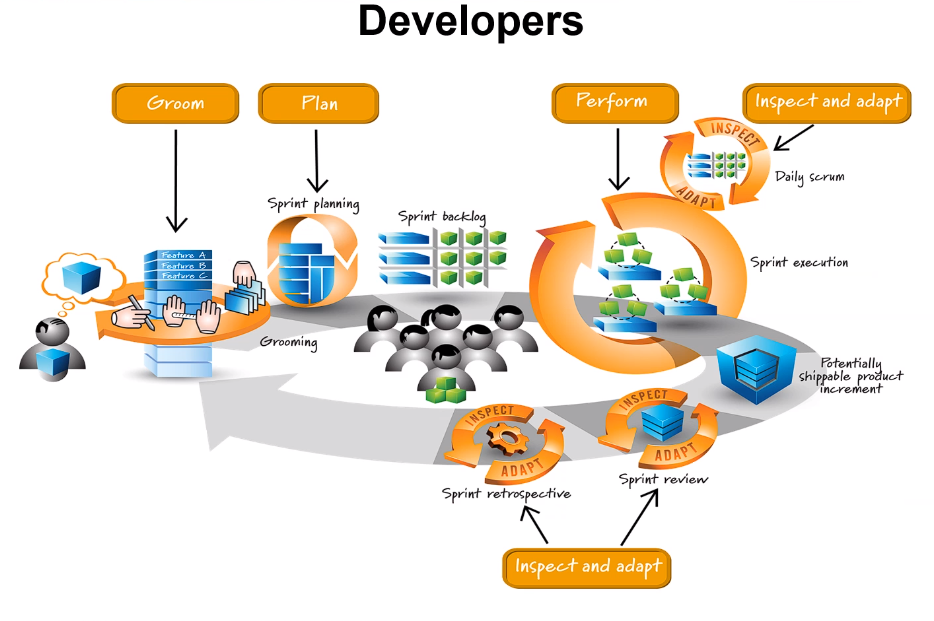 Developers
Groom
Plan
Perform
Inspect and adapt
INSPECT
ADAPT
Daily scrum
Sprint planning
Sprint backlog
Feature A
Feature B
Feature C
Sprint execution
Grooming
Potentially
shippable product
increment
INSPECT
ADAPT
Sprint retrospective
INSPECT
ADAPT
Sprint review
Inspect and adapt